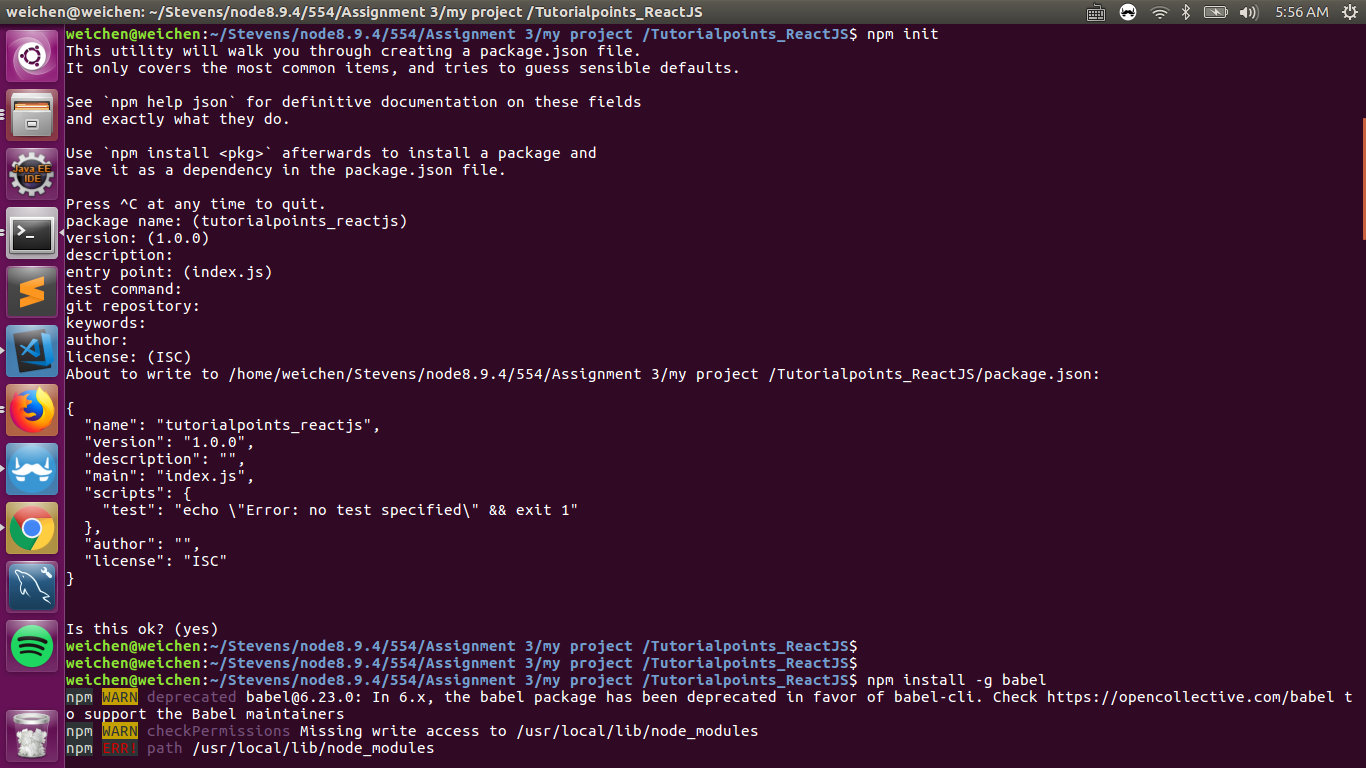 weichen@weichen: ~/Stevens/node8.9.4/554/Assignment 3/my project /Tutorialpoints_ReactJS
5:56 AM
weichen@weichen:~/Stevens/node8.9.4/554/Assignment 3/my project /Tutorialpoints_ReactJS$ npm init
This utility will walk you through creating a package.json file.
It only covers the most common items, and tries to guess sensible defaults.
See `npm help json` for definitive documentation on these fields
and exactly what they do.
Use `npm install <pkg>` afterwards to install a package and
save it as a dependency in the package.json file.
Press ^C at any time to quit.
package name: (tutorialpoints_reactjs)
version: (1.0.0)
description:
entry point: (index.js)
test command:
git repository:
keywords:
author:
license: (ISC)
About to write to /home/weichen/Stevens/node8.9.4/554/Assignment 3/my project /Tutorialpoints_ReactJS/package.json:
{
  "name": "tutorialpoints_reactjs",
  "version": "1.0.0",
  "description": "",
  "main": "index.js",
  "scripts": {
    "test": "echo \"Error: no test specified\" && exit 1"
  },
  "author": "",
  "license": "ISC"
}
Is this ok? (yes)
weichen@weichen:~/Stevens/node8.9.4/554/Assignment 3/my project /Tutorialpoints_ReactJS$
weichen@weichen:~/Stevens/node8.9.4/554/Assignment 3/my project /Tutorialpoints_ReactJS$
weichen@weichen:~/Stevens/node8.9.4/554/Assignment 3/my project /Tutorialpoints_ReactJS$ npm install -g babel
npm WARN deprecated babel@6.23.0: In 6.x, the babel package has been deprecated in favor of babel-cli. Check https://opencollective.com/babel t
o support the Babel maintainers
npm WARN checkPermissions Missing write access to /usr/local/lib/node_modules
npm ERR! path /usr/local/lib/node_modules
Java EE
IDE